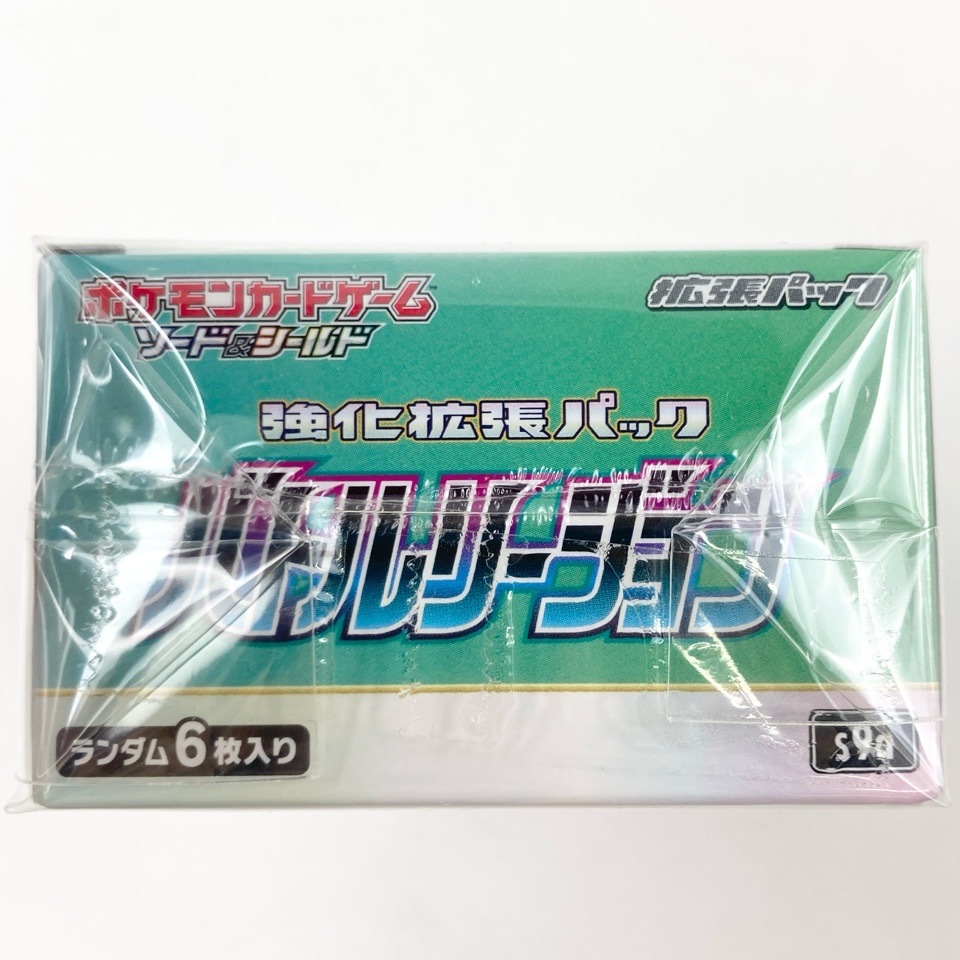 ポケモンカードゲーム
ソード&シールド
拡張パック
強化拡張パック
バトルリージョン
ランダム6枚入り
s9a